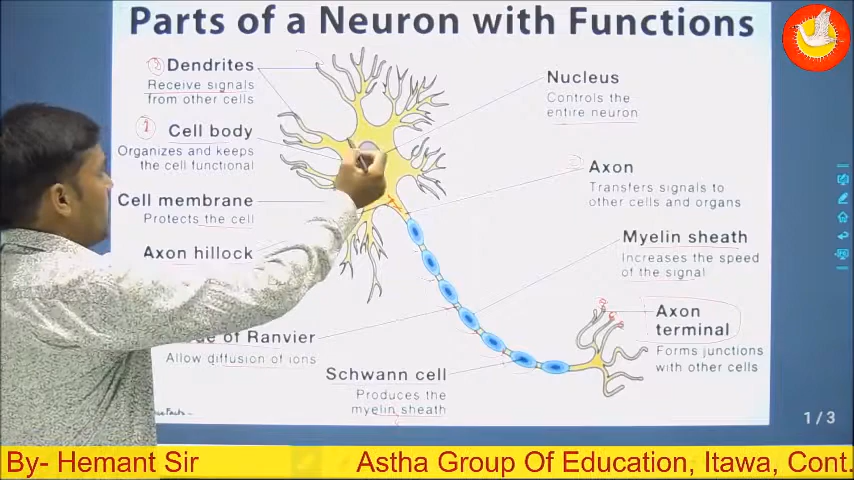 Parts of a Neuron with Functions
Dendrites
Receive signals
from other cells
1 Cell body
Organizes and keeps
the cell functional
Cell membrane
Protects the cell
Axon hillock
of Ranvier
Allow diffusion of ions
Schwann cell
Produces the
myelin sheath
Nucleus
Controls the
entire neuron
Axon
Transfers signals to
other cells and organs
Myelin sheath
Increases the speed
of the signal
Axon
terminal
Forms junctions
with other cells
1/3
By- Hemant Sir
Astha Group Of Education, Itawa, Cont.